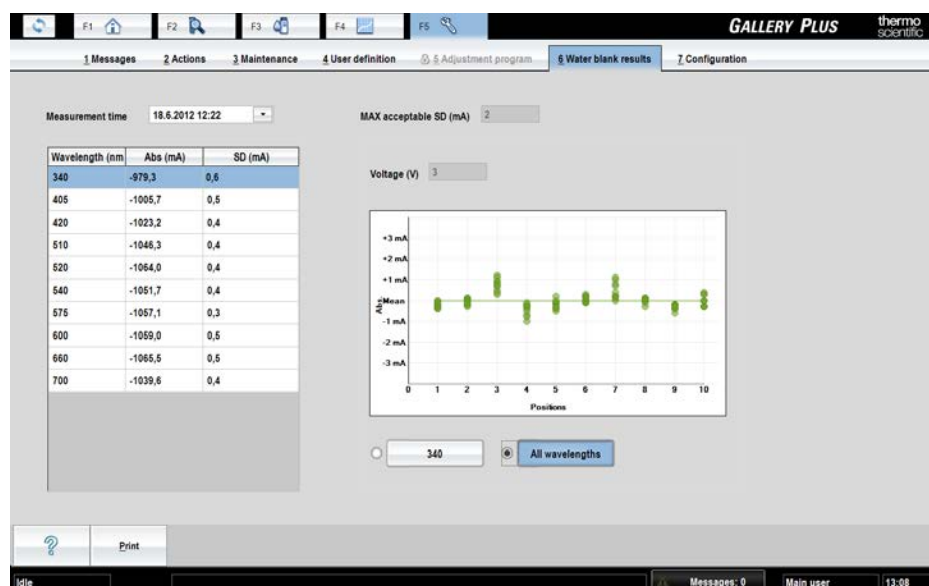 F1 F2 F3 F4 F5 GALLERY PLUS thermo scientific
1 Messages 2 Actions 3 Maintenance 4 User definition 5 Adjustment program 6 Water blank results 7 Configuration
Measurement time 18.6.2012 12:22 MAX acceptable SD (mA) 2
Wavelength (nm Abs (mA) SD (mA)
Voltage (V) 3
340 -979,3 0,6
405 -1005,7 0,5
420 -1023,2 0,4
510 -1046,3 0,4
520 -1064,0 0,4
540 -1051,7 0,4
575 -1057,1 0,3
600 -1059,0 0,5
660 -1065,5 0,5
700 -1039,6 0,4
+3 mA
+2 mA
+1 mA
Mean
-1 mA
-2 mA
-3 mA
Abs.
0 1 2 3 4 5 6 7 8 9 10
Positions
340 All wavelengths
Print
Idle Messages: 0 Main user 13:08